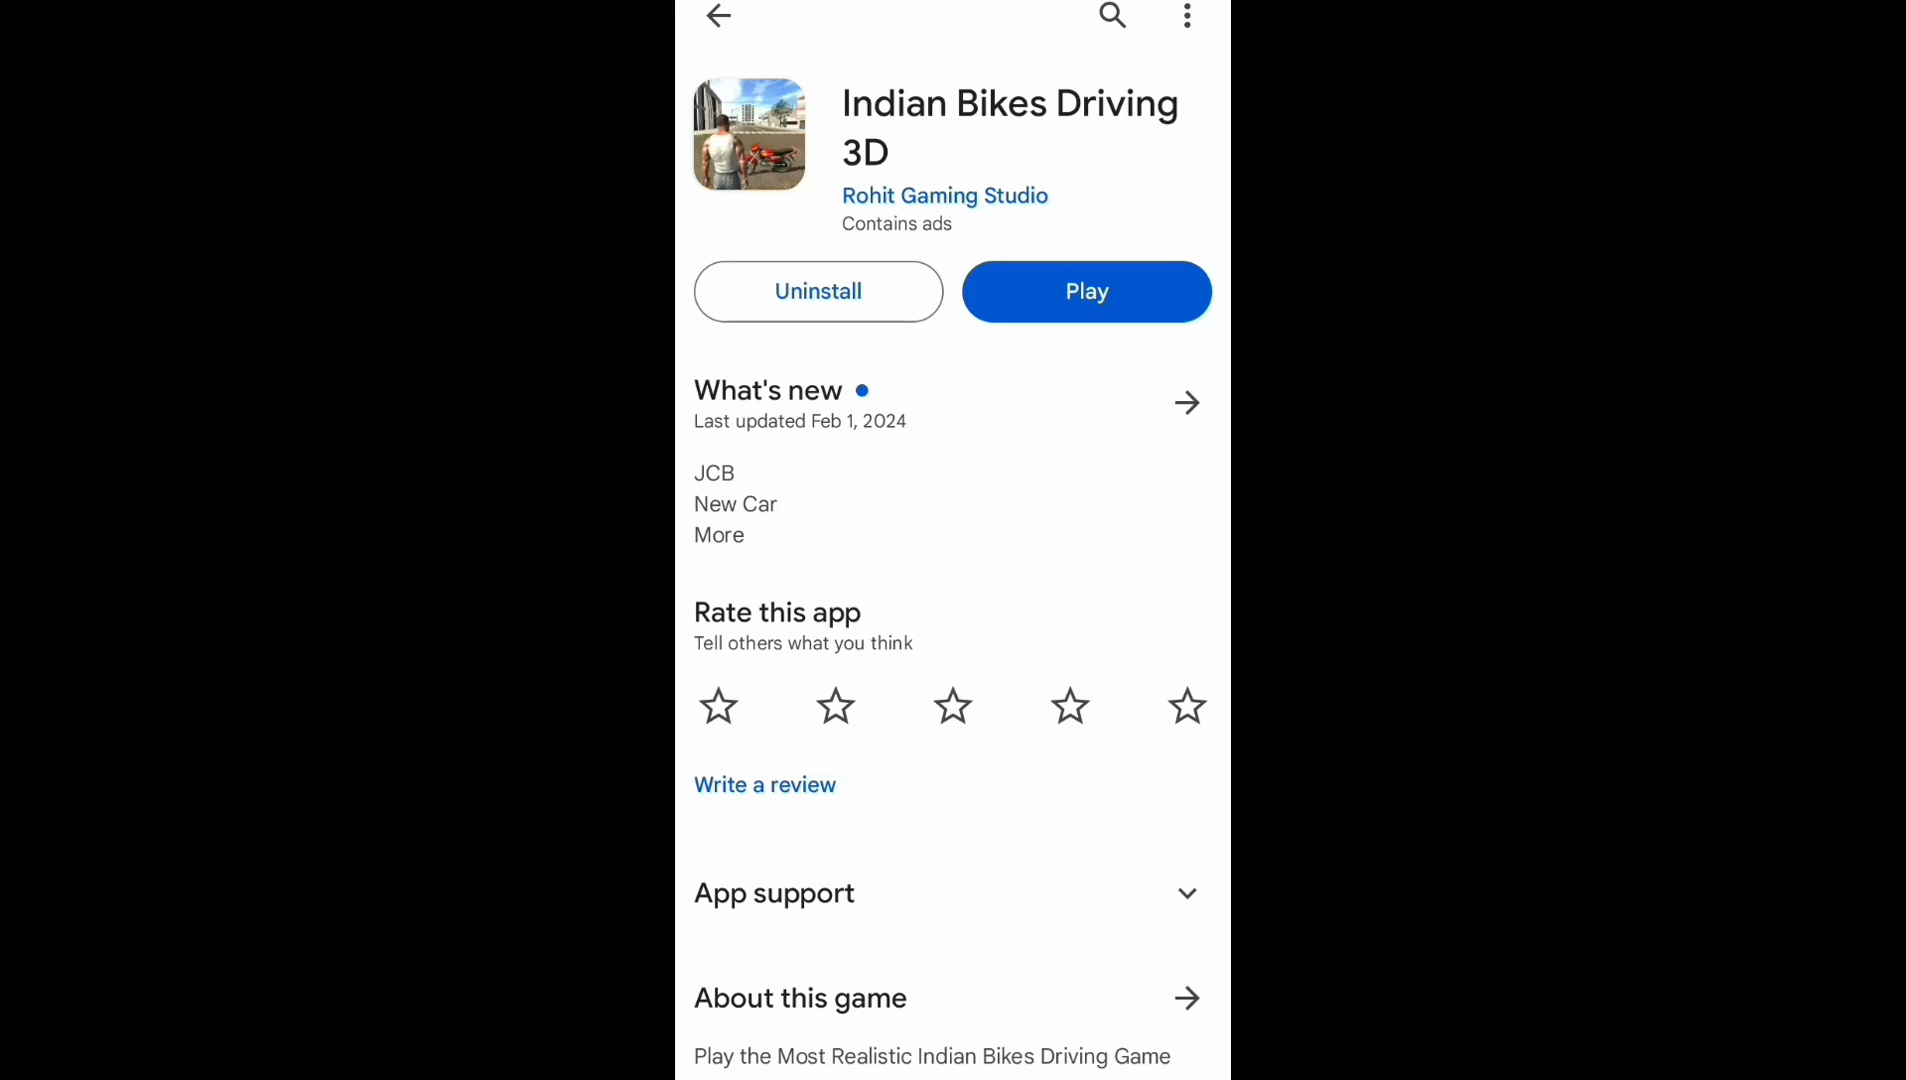 Indian Bikes Driving
3D
Rohit Gaming Studio
Contains ads
Uninstall
Play
What's new
Last updated Feb 1, 2024
JCB
New Car
More
Rate this app
Tell others what you think
Write a review
App support
About this game
Play the Most Realistic Indian Bikes Driving Game